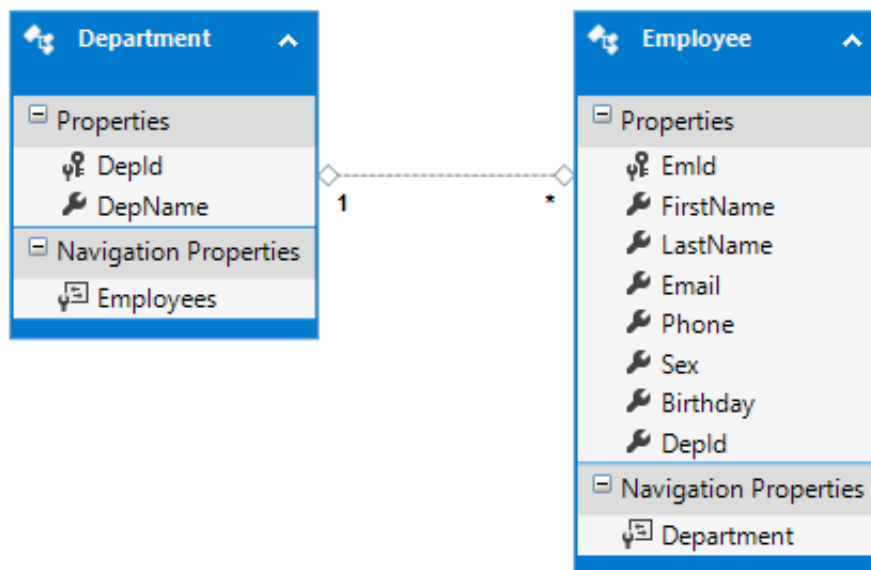 Department
Properties
DepId
DepName
Navigation Properties
Employees
1
*
Employee
Properties
EmId
FirstName
LastName
Email
Phone
Sex
Birthday
DepId
Navigation Properties
Department